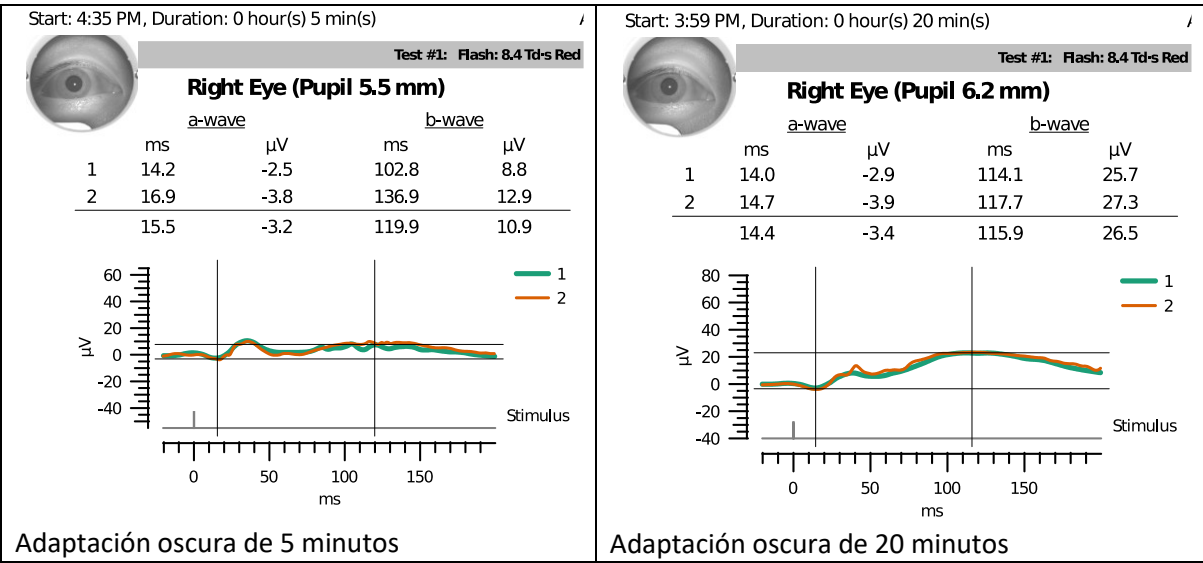 Start: 4:35 PM, Duration: 0 hour(s) 5 min(s)
Test #1: Flash: 8.4 Td·s Red
Right Eye (Pupil 5.5 mm)
a-wave b-wave
ms µV ms µV
1 14.2 -2.5 102.8 8.8
2 16.9 -3.8 136.9 12.9
15.5 -3.2 119.9 10.9
60
40
20
0
-20
-40
µV
1
2
Stimulus
0 50 100 150
ms
Adaptación oscura de 5 minutos
Start: 3:59 PM, Duration: 0 hour(s) 20 min(s)
Test #1: Flash: 8.4 Td·s Red
Right Eye (Pupil 6.2 mm)
a-wave b-wave
ms µV ms µV
1 14.0 -2.9 114.1 25.7
2 14.7 -3.9 117.7 27.3
14.4 -3.4 115.9 26.5
80
60
40
20
0
-20
-40
µV
1
2
Stimulus
0 50 100 150
ms
Adaptación oscura de 20 minutos